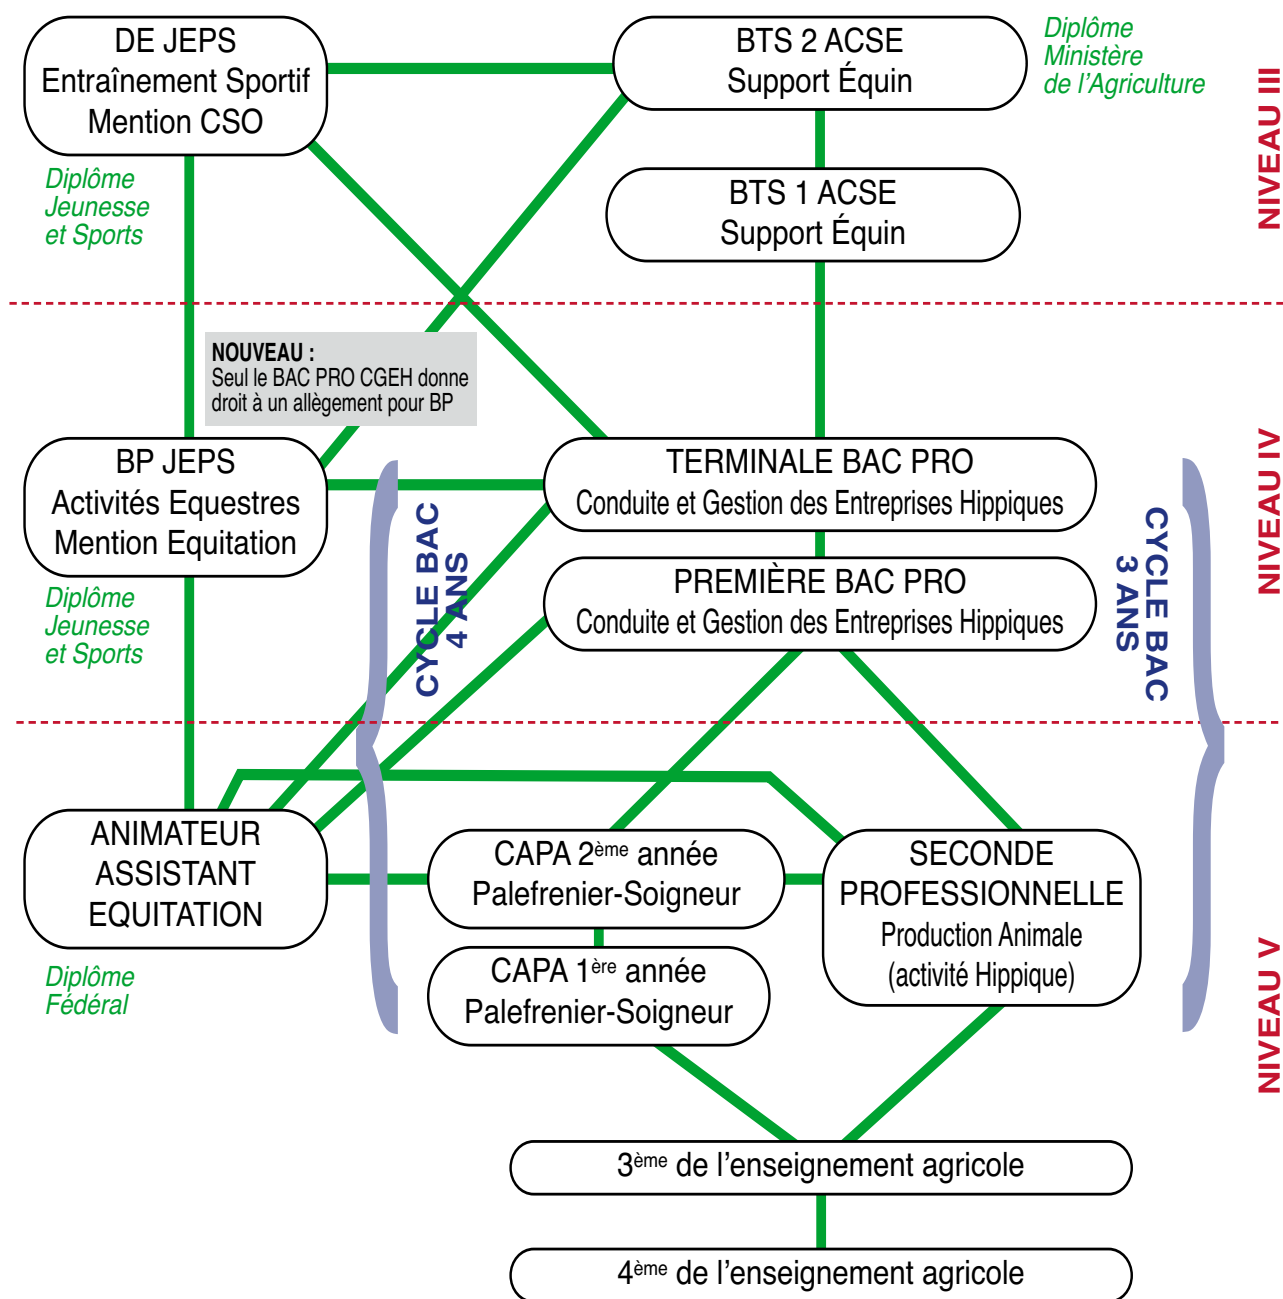 DE JEPS
Entraînement Sportif
Mention CSO
BTS 2 ACSE
Support Équin
Diplôme
Ministère
de l'Agriculture
NIVEAU III
Diplôme
Jeunesse
et Sports
BTS 1 ACSE
Support Équin
NOUVEAU :
Seul le BAC PRO CGEH donne
droit à un allègement pour BP
BP JEPS
Activités Equestres
Mention Equitation
Diplôme
Jeunesse
et Sports
CYCLE BAC
4 ANS
TERMINALE BAC PRO
Conduite et Gestion des Entreprises Hippiques
PREMIÈRE BAC PRO
Conduite et Gestion des Entreprises Hippiques
CYCLE BAC
3 ANS
NIVEAU IV
ANIMATEUR
ASSISTANT
EQUITATION
Diplôme
Fédéral
CAPA 2ème année
Palefrenier-Soigneur
CAPA 1ère année
Palefrenier-Soigneur
SECONDE
PROFESSIONNELLE
Production Animale
(activité Hippique)
NIVEAU V
3ème de l'enseignement agricole
4ème de l'enseignement agricole